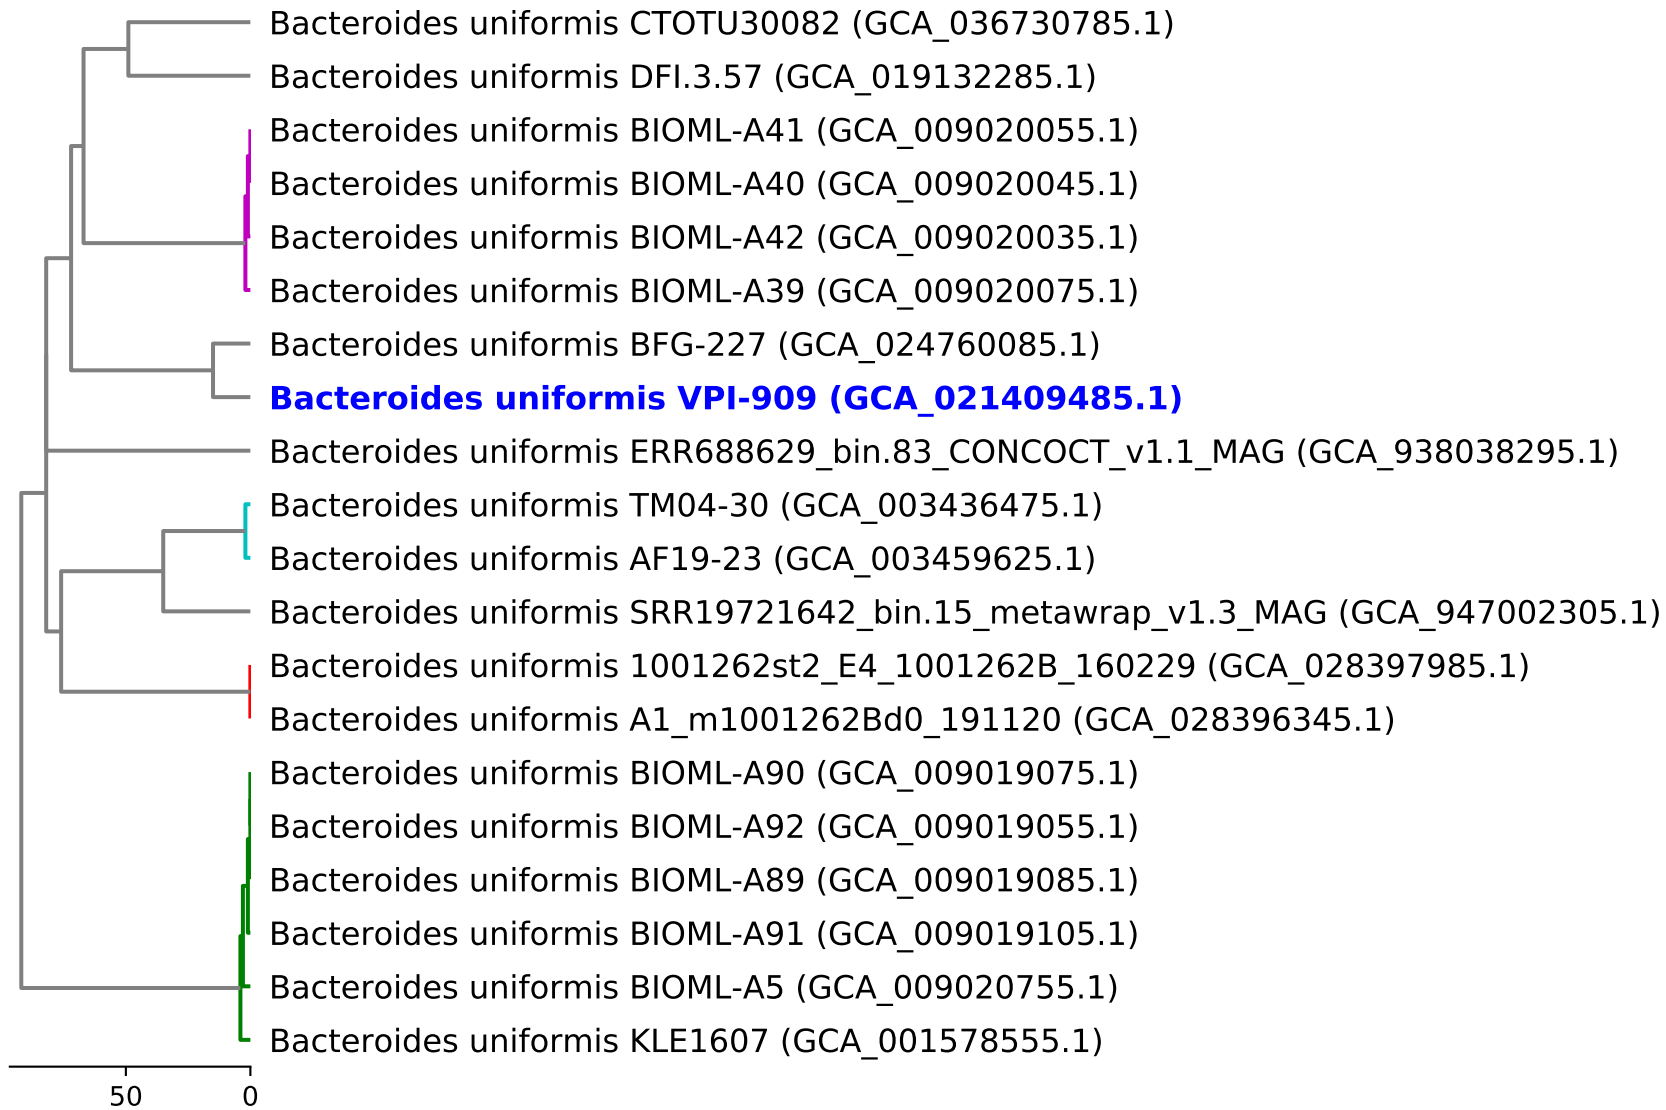 Bacteroides uniformis CTOTU30082 (GCA_036730785.1)
Bacteroides uniformis DFI.3.57 (GCA_019132285.1)
Bacteroides uniformis BIOML-A41 (GCA_009020055.1)
Bacteroides uniformis BIOML-A40 (GCA_009020045.1)
Bacteroides uniformis BIOML-A42 (GCA_009020035.1)
Bacteroides uniformis BIOML-A39 (GCA_009020075.1)
Bacteroides uniformis BFG-227 (GCA_024760085.1)
Bacteroides uniformis VPI-909 (GCA_021409485.1)
Bacteroides uniformis ERR688629_bin.83_CONCOCT_v1.1_MAG (GCA_938038295.1)
Bacteroides uniformis TM04-30 (GCA_003436475.1)
Bacteroides uniformis AF19-23 (GCA_003459625.1)
Bacteroides uniformis SRR19721642_bin.15_metawrap_v1.3_MAG (GCA_947002305.1)
Bacteroides uniformis 1001262st2_E4_1001262B_160229 (GCA_028397985.1)
Bacteroides uniformis A1_m1001262Bd0_191120 (GCA_028396345.1)
Bacteroides uniformis BIOML-A90 (GCA_009019075.1)
Bacteroides uniformis BIOML-A92 (GCA_009019055.1)
Bacteroides uniformis BIOML-A89 (GCA_009019085.1)
Bacteroides uniformis BIOML-A91 (GCA_009019105.1)
Bacteroides uniformis BIOML-A5 (GCA_009020755.1)
Bacteroides uniformis KLE1607 (GCA_001578555.1)
50 0